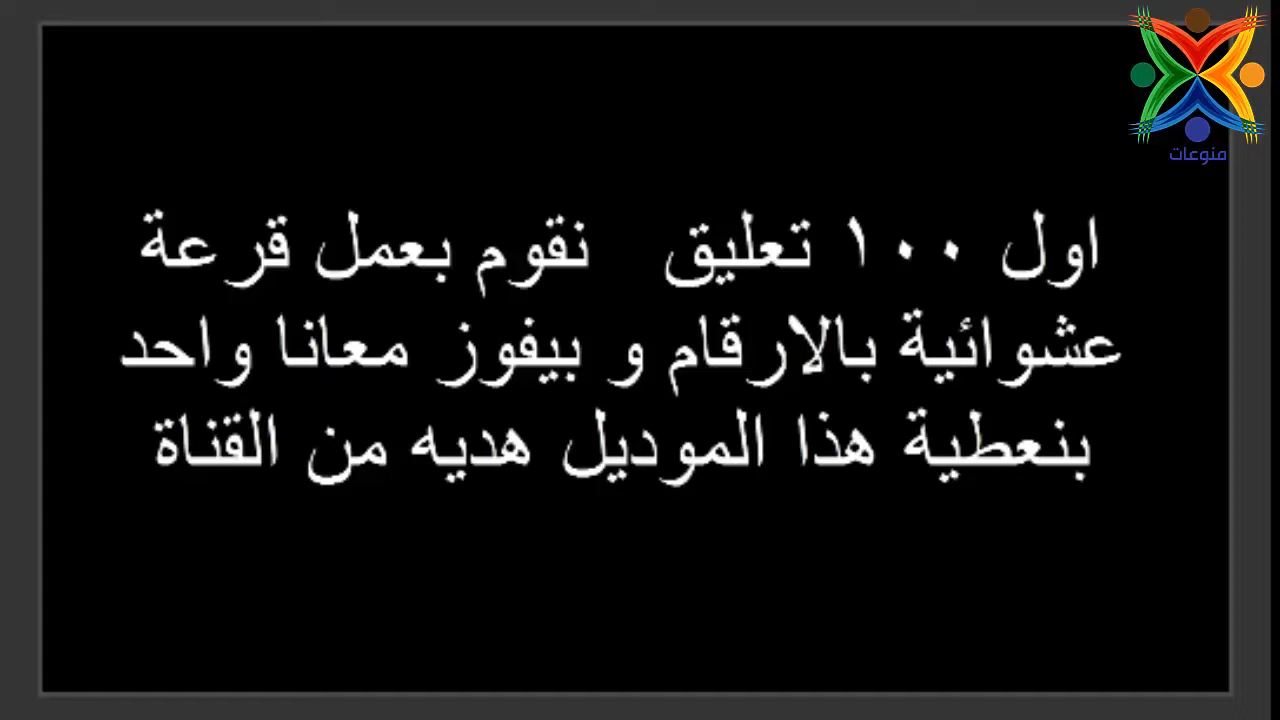 منوعات
اول ١٠٠ تعليق نقوم بعمل قرعة
عشوائية بالارقام و بيفوز معانا واحد
بنعطية هذا الموديل هديه من القناة